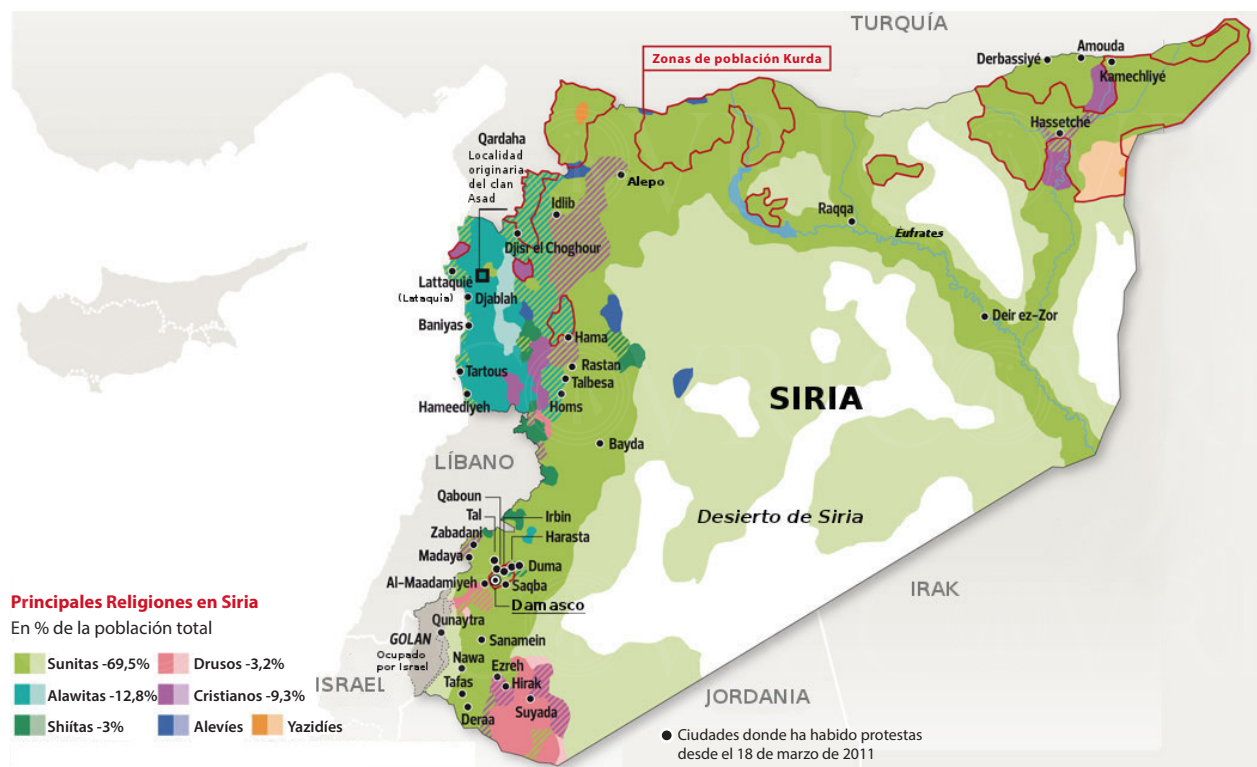 TURQUÍA
Zonas de población Kurda
Derbassiyé
Amouda
Kamechliyé
Hassetché
Qardaha
Localidad
originaria
del clan
Asad
Alepo
Idlib
Raqqa
Éufrates
Djisr el Choghour
Lattaquié
(Lataquia)
Djablah
Deir ez-Zor
Baniyas
Hama
Rastan
Tartous
Talbesa
SIRIA
Hameediyeh
Homs
Bayda
LÍBANO
Qaboun
Tal
Irbin
Desierto de Siria
Zabadani
Harasta
Madaya
Duma
Al-Maadamiyeh
Saqba
Damasco
IRAK
Principales Religiones en Siria
En % de la población total
Qunaytra
GOLAN
Ocupado
por Israel
Sanamein
Sunitas -69,5%
Drusos -3,2%
Nawa
Ezreh
ISRAEL
Tafas
Hirak
JORDANIA
Alawitas -12,8%
Cristianos -9,3%
Suyada
Deraa
Shiítas -3%
Alevíes
Yazidíes
Ciudades donde ha habido protestas
desde el 18 de marzo de 2011